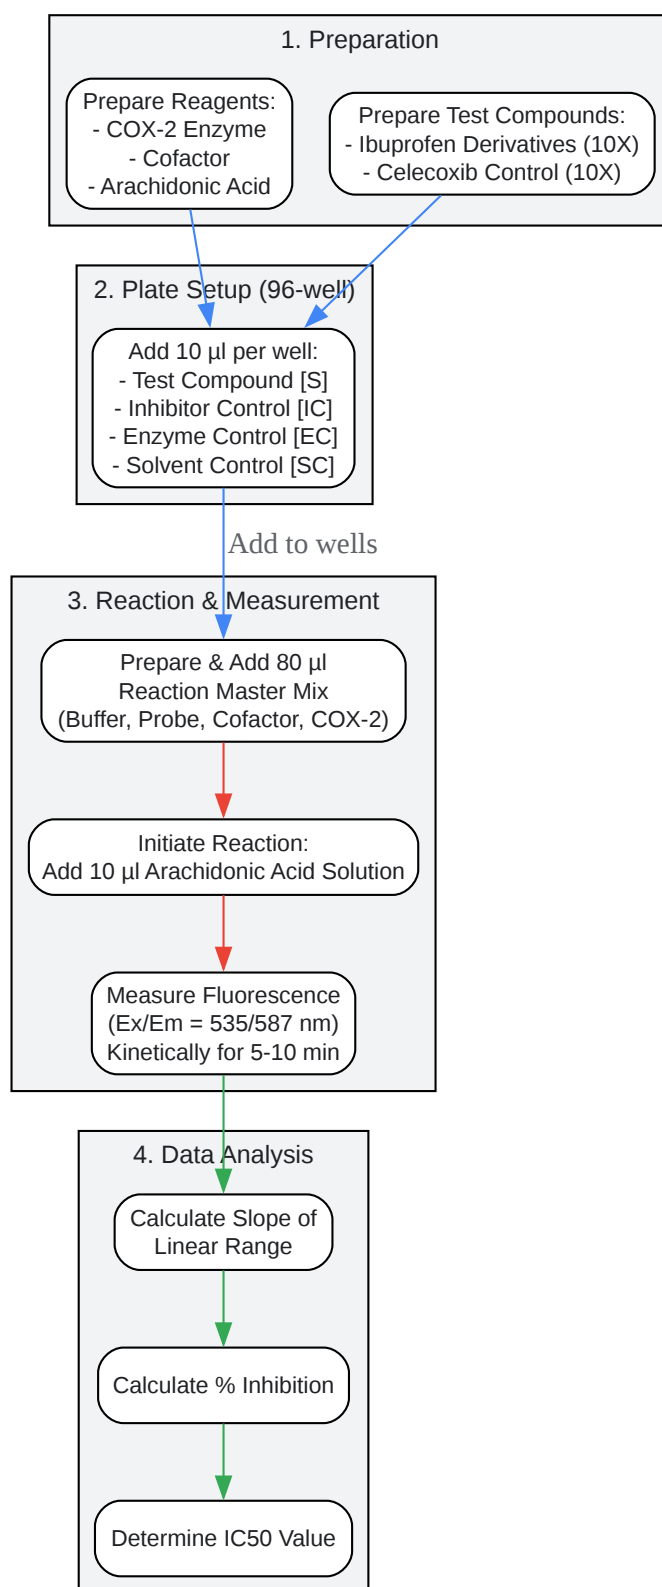 1. Preparation
Prepare Reagents:
- COX-2 Enzyme
- Cofactor
- Arachidonic Acid
Prepare Test Compounds:
- Ibuprofen Derivatives (10X)
- Celecoxib Control (10X)
2. Plate Setup (96-well)
Add 10 µl per well:
- Test Compound [S]
- Inhibitor Control [IC]
- Enzyme Control [EC]
- Solvent Control [SC]
Add to wells
3. Reaction & Measurement
Prepare & Add 80 µl
Reaction Master Mix
(Buffer, Probe, Cofactor, COX-2)
Initiate Reaction:
Add 10 µl Arachidonic Acid Solution
Measure Fluorescence
(Ex/Em = 535/587 nm)
Kinetically for 5-10 min
4. Data Analysis
Calculate Slope of
Linear Range
Calculate % Inhibition
Determine IC50 Value